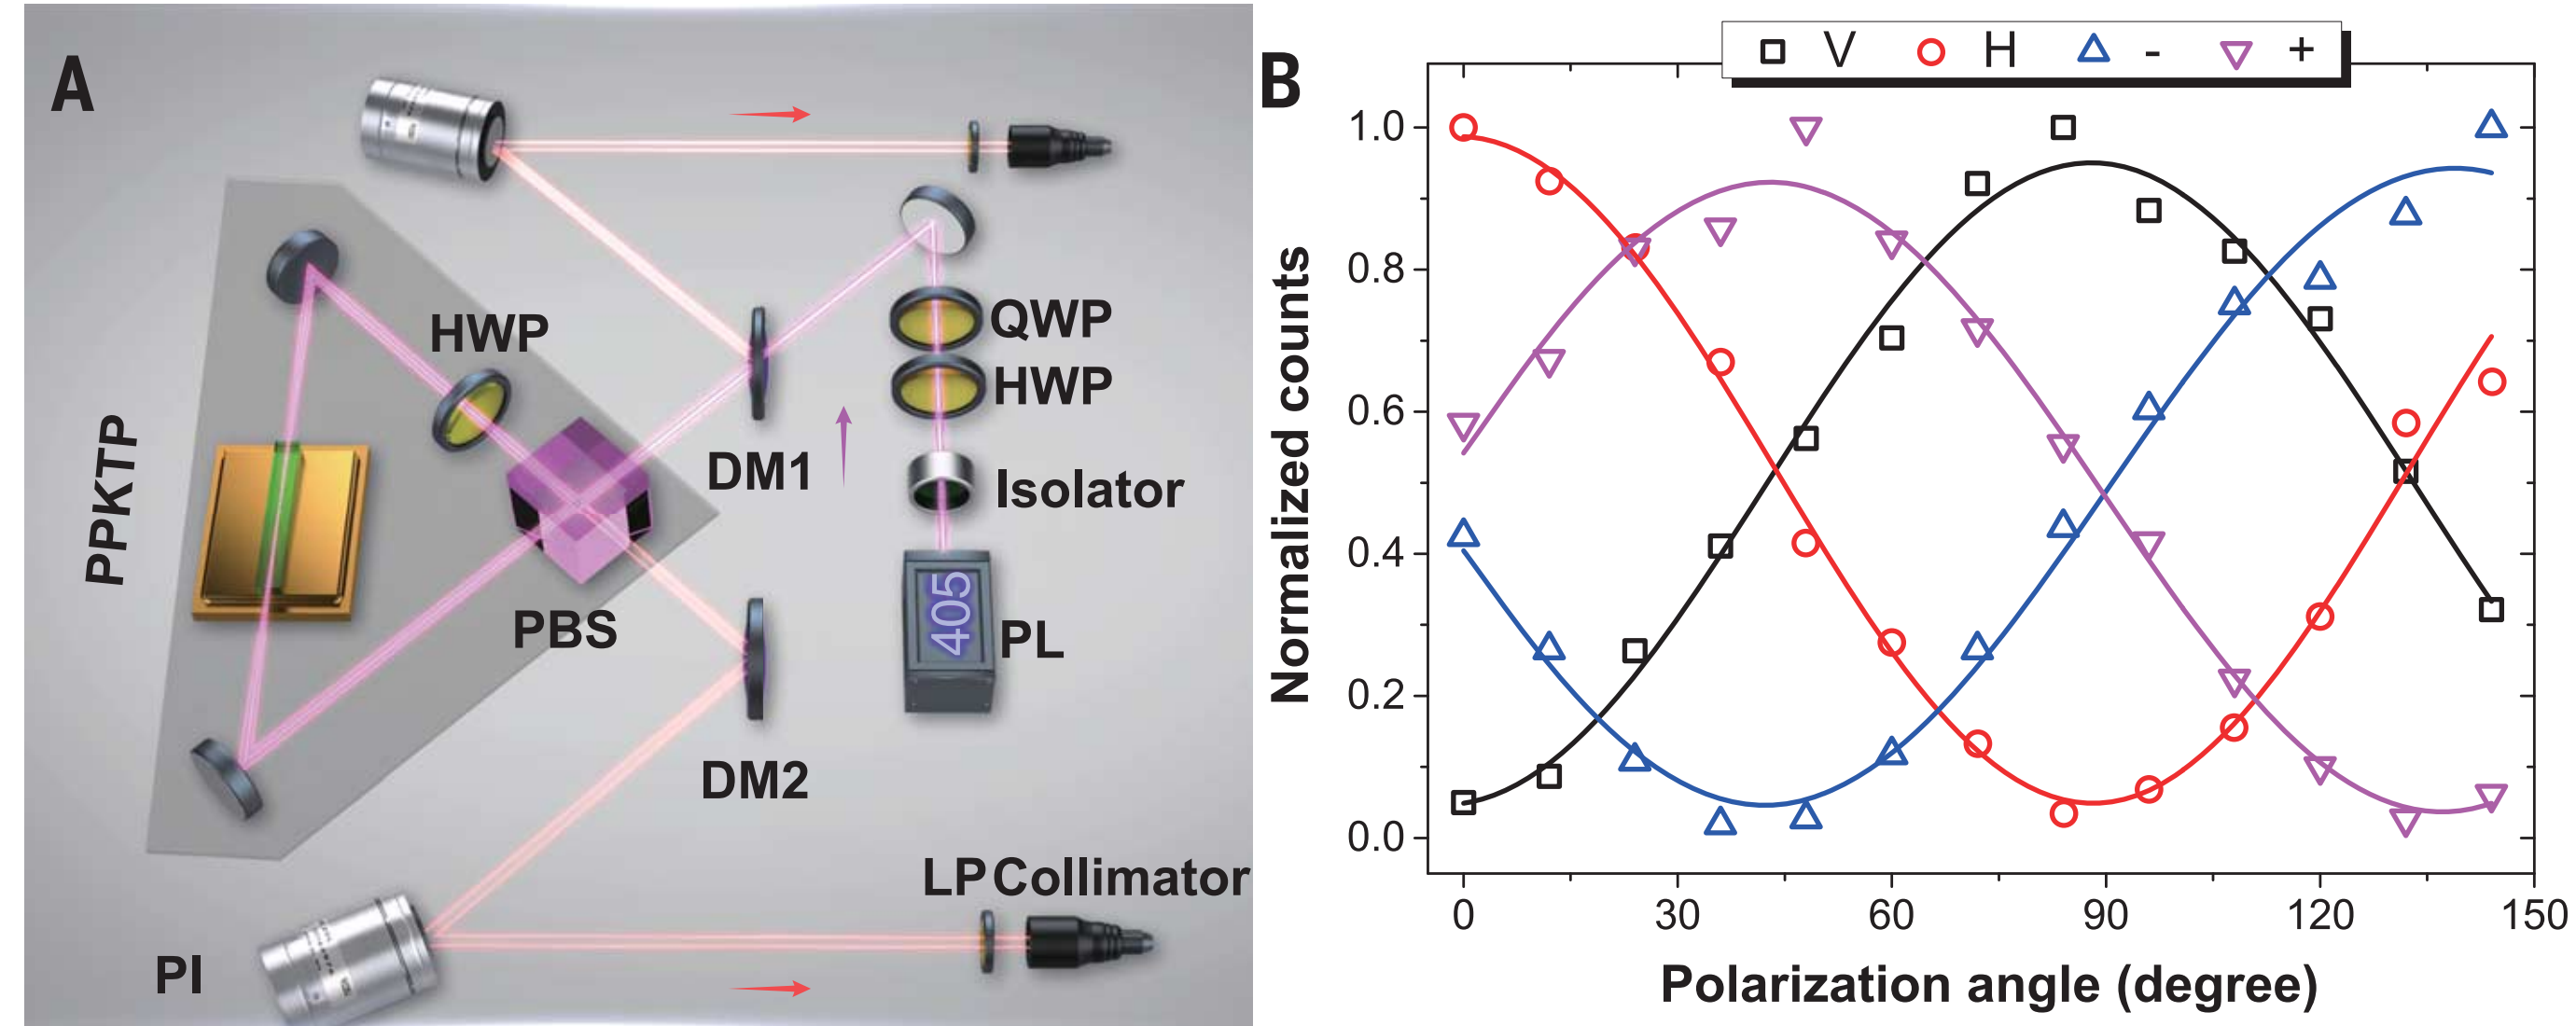 A
HWP
QWP
HWP
PPKTP
DM1
Isolator
PBS
405
PL
DM2
LP Collimator
PI
B
V H - +
Normalized counts
1.0
0.8
0.6
0.4
0.2
0.0
0 30 60 90 120 150
Polarization angle (degree)